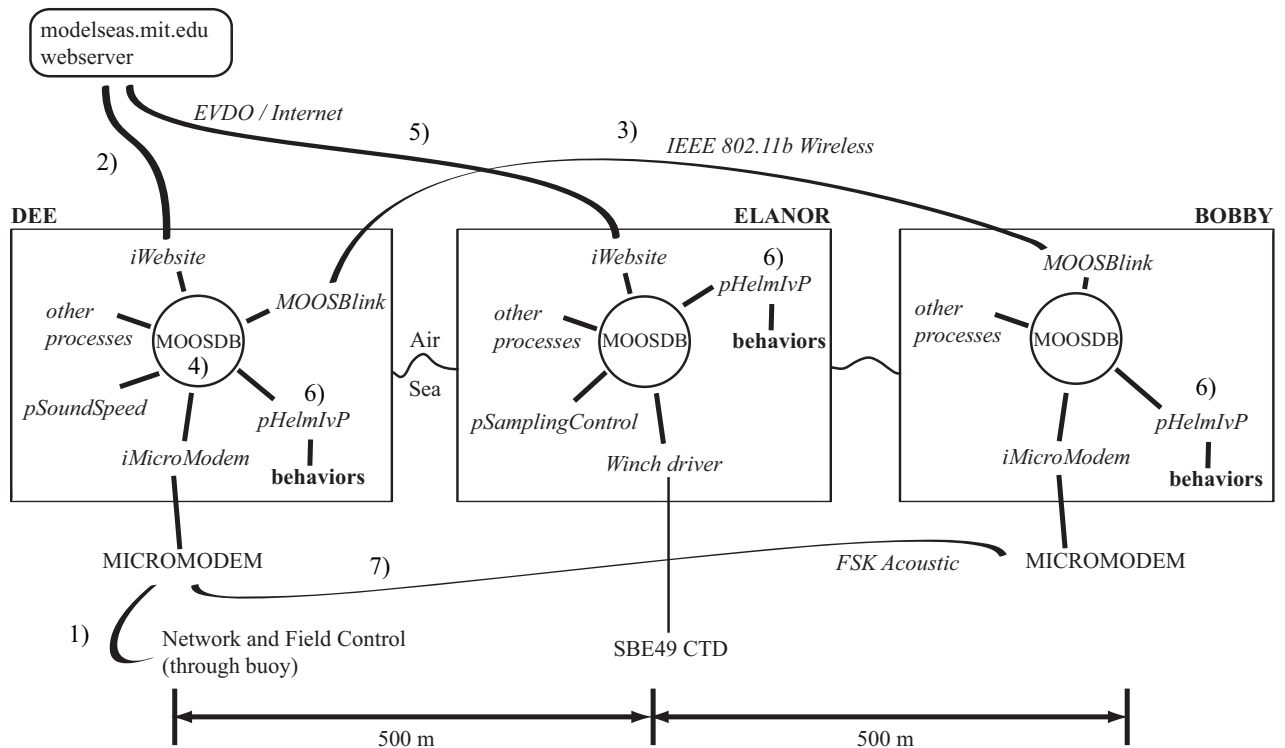 modelseas.mit.edu
webserver
EVDO / Internet
5)
3)
IEEE 802.11b Wireless
2)
DEE
ELANOR
BOBBY
iWebsite
MOOSBlink
other
processes
MOOSDB
4)
pSoundSpeed
6)
pHelmIvP
iMicroModem
behaviors
Air
Sea
iWebsite
6)
pHelmIvP
other
processes
MOOSDB
behaviors
pSamplingControl
Winch driver
MOOSBlink
other
processes
MOOSDB
6)
pHelmIvP
iMicroModem
behaviors
MICROMODEM
7)
FSK Acoustic
MICROMODEM
1)
Network and Field Control
(through buoy)
SBE49 CTD
500 m
500 m